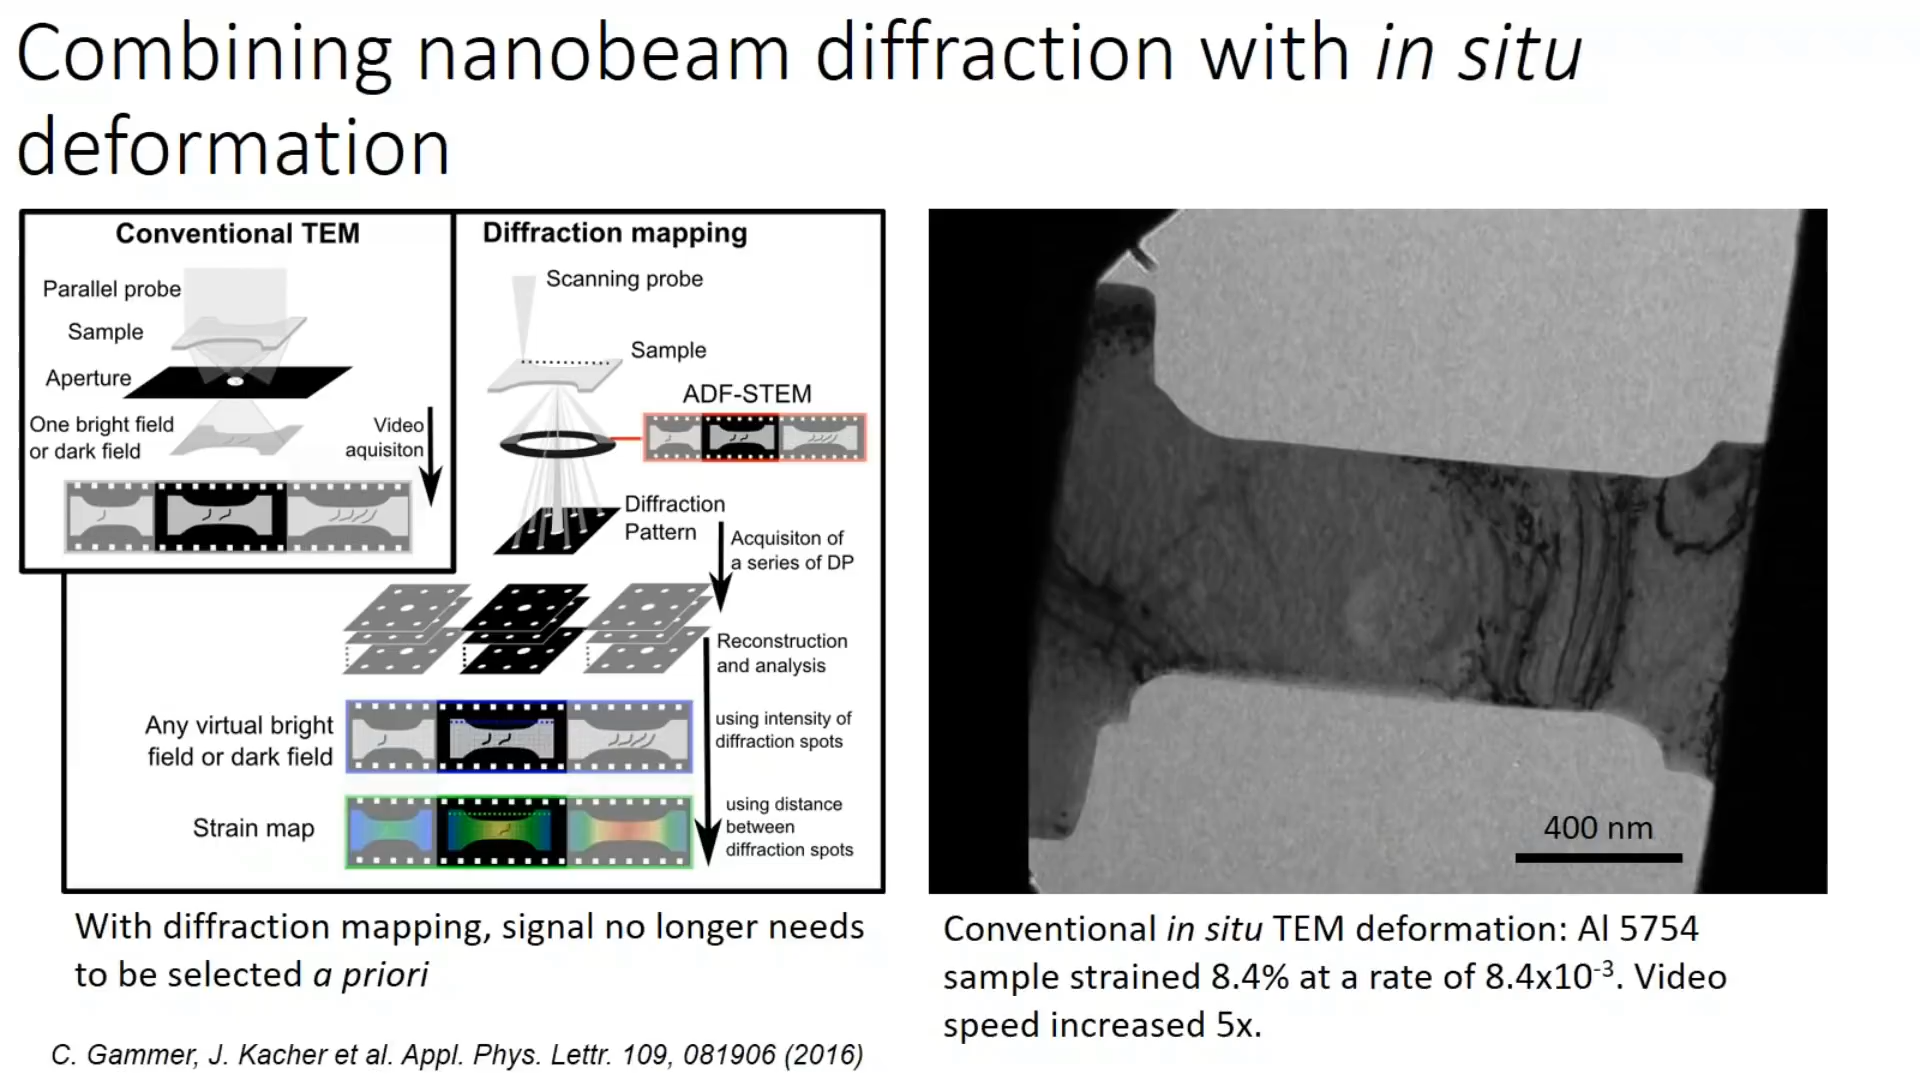 Combining nanobeam diffraction with in situ
deformation
Conventional TEM
Parallel probe
Sample
Aperture
One bright field
or dark field
Video
aquisiton
Diffraction mapping
Scanning probe
Sample
ADF-STEM
Diffraction
Pattern
Acquisiton of
a series of DP
Reconstruction
and analysis
Any virtual bright
field or dark field
using intensity of
diffraction spots
Strain map
using distance
between
diffraction spots
400 nm
With diffraction mapping, signal no longer needs
to be selected a priori
C. Gammer, J. Kacher et al. Appl. Phys. Lettr. 109, 081906 (2016)
Conventional in situ TEM deformation: Al 5754
sample strained 8.4% at a rate of 8.4x10⁻³. Video
speed increased 5x.